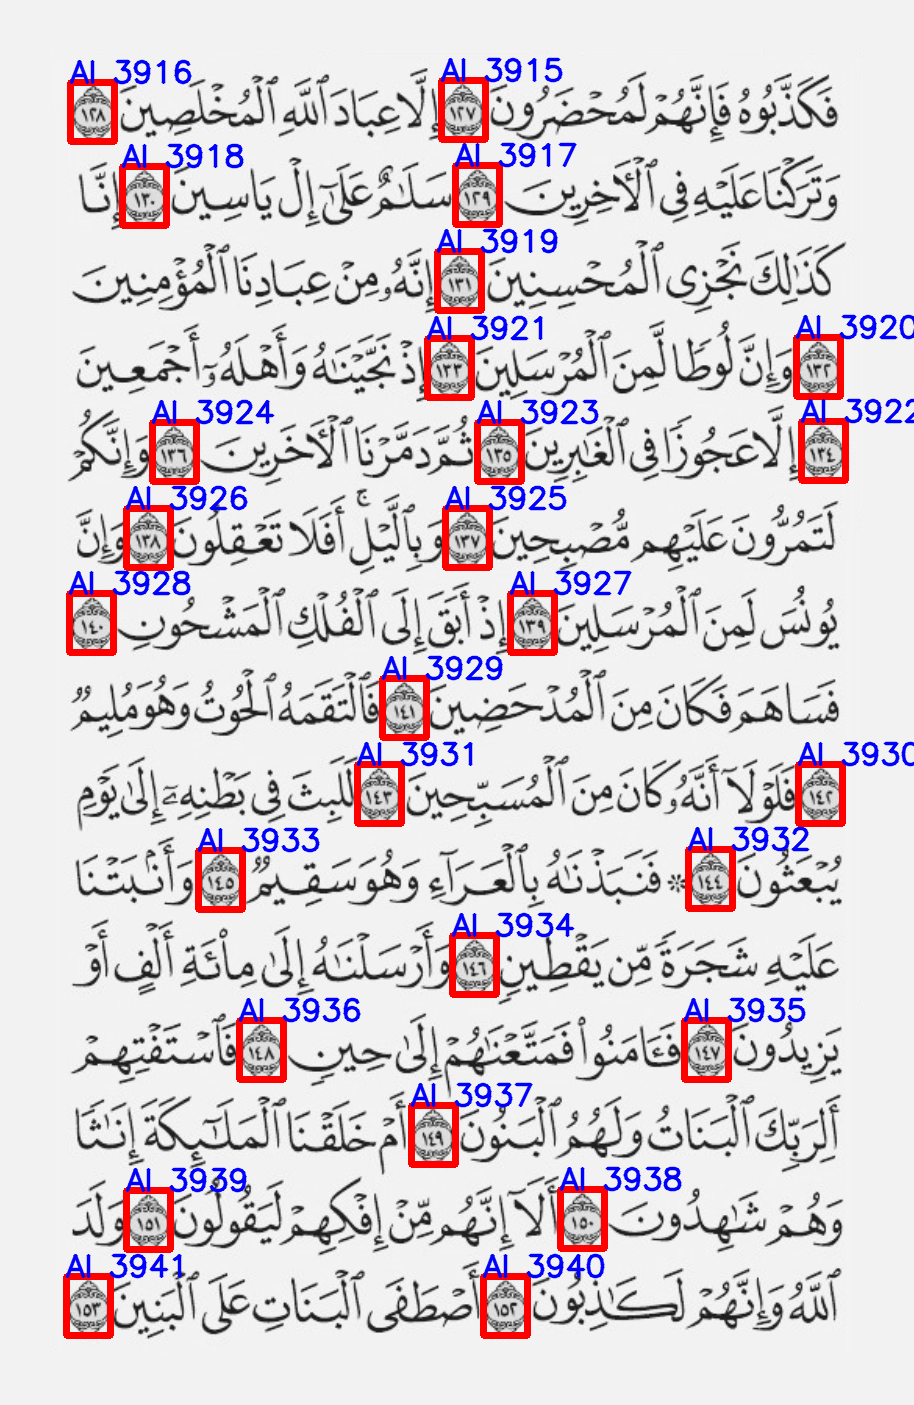 AI_3915 AI_3916
فَكَذَّبُوهُ فَإِنَّهُمْ لَمُحْضَرُونَ ١٢٧ إِلَّا عِبَادَ ٱللَّهِ ٱلْمُخْلَصِينَ ١٢٨
AI_3917 AI_3918
وَتَرَكْنَا عَلَيْهِ فِى ٱلْأَخِرِينَ ١٢٩ سَلَٰمٌ عَلَىٰٓ إِلْ يَاسِينَ ١٣٠ إِنَّا
AI_3919
كَذَٰلِكَ نَجْزِى ٱلْمُحْسِنِينَ ١٣١ إِنَّهُۥ مِنْ عِبَادِنَا ٱلْمُؤْمِنِينَ
AI_3920 AI_3921
١٣٢ وَإِنَّ لُوطًا لَّمِنَ ٱلْمُرْسَلِينَ ١٣٣ إِذْ نَجَّيْنَٰهُ وَأَهْلَهُۥٓ أَجْمَعِينَ
AI_3922 AI_3923 AI_3924
١٣٤ إِلَّا عَجُوزًا فِى ٱلْغَٰبِرِينَ ١٣٥ ثُمَّ دَمَّرْنَا ٱلْأَخَرِينَ ١٣٦ وَإِنَّكُمْ
AI_3925 AI_3926
لَتَمُرُّونَ عَلَيْهِم مُّصْبِحِينَ ١٣٧ وَبِٱلَّيْلِ ۚ أَفَلَا تَعْقِلُونَ ١٣٨ وَإِنَّ
AI_3927 AI_3928
يُونُسَ لَمِنَ ٱلْمُرْسَلِينَ ١٣٩ إِذْ أَبَقَ إِلَى ٱلْفُلْكِ ٱلْمَشْحُونِ ١٤٠
AI_3929
فَسَاهَمَ فَكَانَ مِنَ ٱلْمُدْحَضِينَ ١٤١ فَٱلْتَقَمَهُ ٱلْحُوتُ وَهُوَ مُلِيمٌ
AI_3930 AI_3931
١٤٢ فَلَوْلَآ أَنَّهُۥ كَانَ مِنَ ٱلْمُسَبِّحِينَ ١٤٣ لَلَبِثَ فِى بَطْنِهِۦٓ إِلَىٰ يَوْمِ
AI_3932 AI_3933
يُبْعَثُونَ ١٤٤ ۞ فَنَبَذْنَٰهُ بِٱلْعَرَآءِ وَهُوَ سَقِيمٌ ١٤٥ وَأَنۢبَتْنَا
AI_3934
عَلَيْهِ شَجَرَةً مِّن يَقْطِينٍ ١٤٦ وَأَرْسَلْنَٰهُ إِلَىٰ مِا۟ئَةِ أَلْفٍ أَوْ
AI_3935 AI_3936
يَزِيدُونَ ١٤٧ فَـَٔامَنُوا۟ فَمَتَّعْنَٰهُمْ إِلَىٰ حِينٍ ١٤٨ فَٱسْتَفْتِهِمْ
AI_3937
أَلِرَبِّكَ ٱلْبَنَاتُ وَلَهُمُ ٱلْبَنُونَ ١٤٩ أَمْ خَلَقْنَا ٱلْمَلَٰٓئِكَةَ إِنَٰثًا
AI_3938 AI_3939
وَهُمْ شَٰهِدُونَ ١٥٠ أَلَآ إِنَّهُم مِّنْ إِفْكِهِمْ لَيَقُولُونَ ١٥١ وَلَدَ
AI_3940 AI_3941
ٱللَّهُ وَإِنَّهُمْ لَكَٰذِبُونَ ١٥٢ أَصْطَفَى ٱلْبَنَاتِ عَلَى ٱلْبَنِينَ ١٥٣